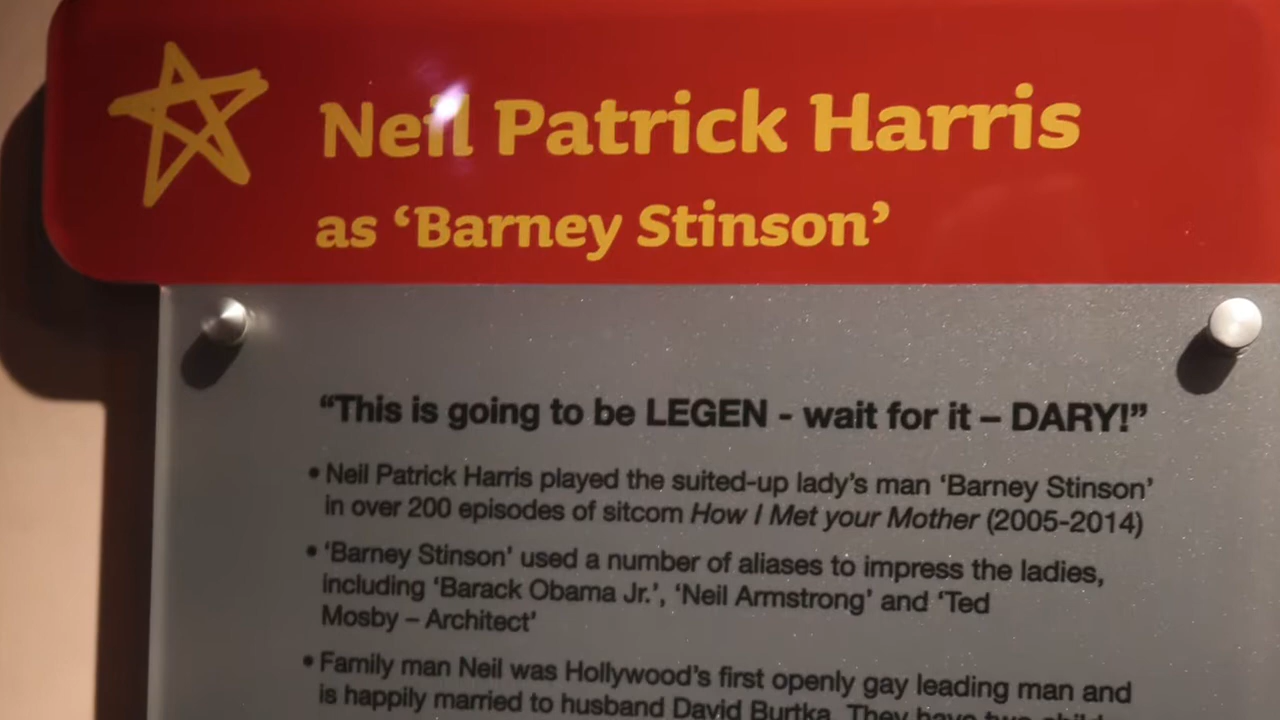 Neil Patrick Harris
as ‘Barney Stinson’
“This is going to be LEGEN - wait for it – DARY!”
• Neil Patrick Harris played the suited-up lady’s man ‘Barney Stinson’
in over 200 episodes of sitcom How I Met your Mother (2005-2014)
• ‘Barney Stinson’ used a number of aliases to impress the ladies,
including ‘Barack Obama Jr.’, ‘Neil Armstrong’ and ‘Ted
Mosby – Architect’
• Family man Neil was Hollywood’s first openly gay leading man and
is happily married to husband David Burtka. They have two